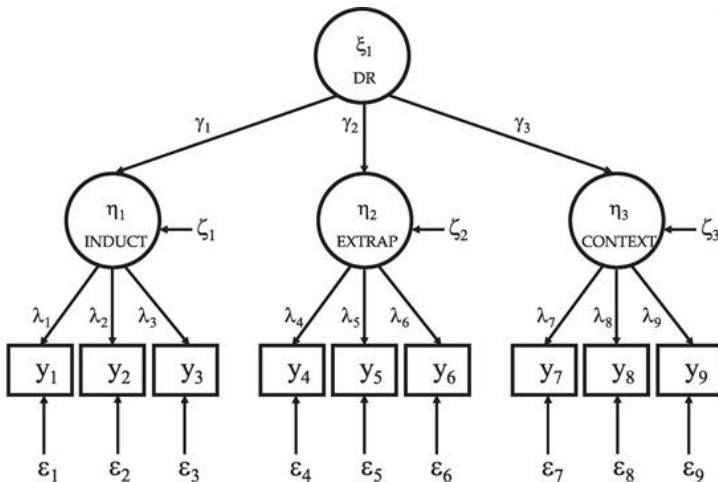 ξ₁
DR
γ₁ γ₂ γ₃
η₁ η₂ η₃
INDUCT ζ₁ EXTRAP ζ₂ CONTEXT ζ₃
λ₁ λ₂ λ₃ λ₄ λ₅ λ₆ λ₇ λ₈ λ₉
y₁ y₂ y₃ y₄ y₅ y₆ y₇ y₈ y₉
ε₁ ε₂ ε₃ ε₄ ε₅ ε₆ ε₇ ε₈ ε₉